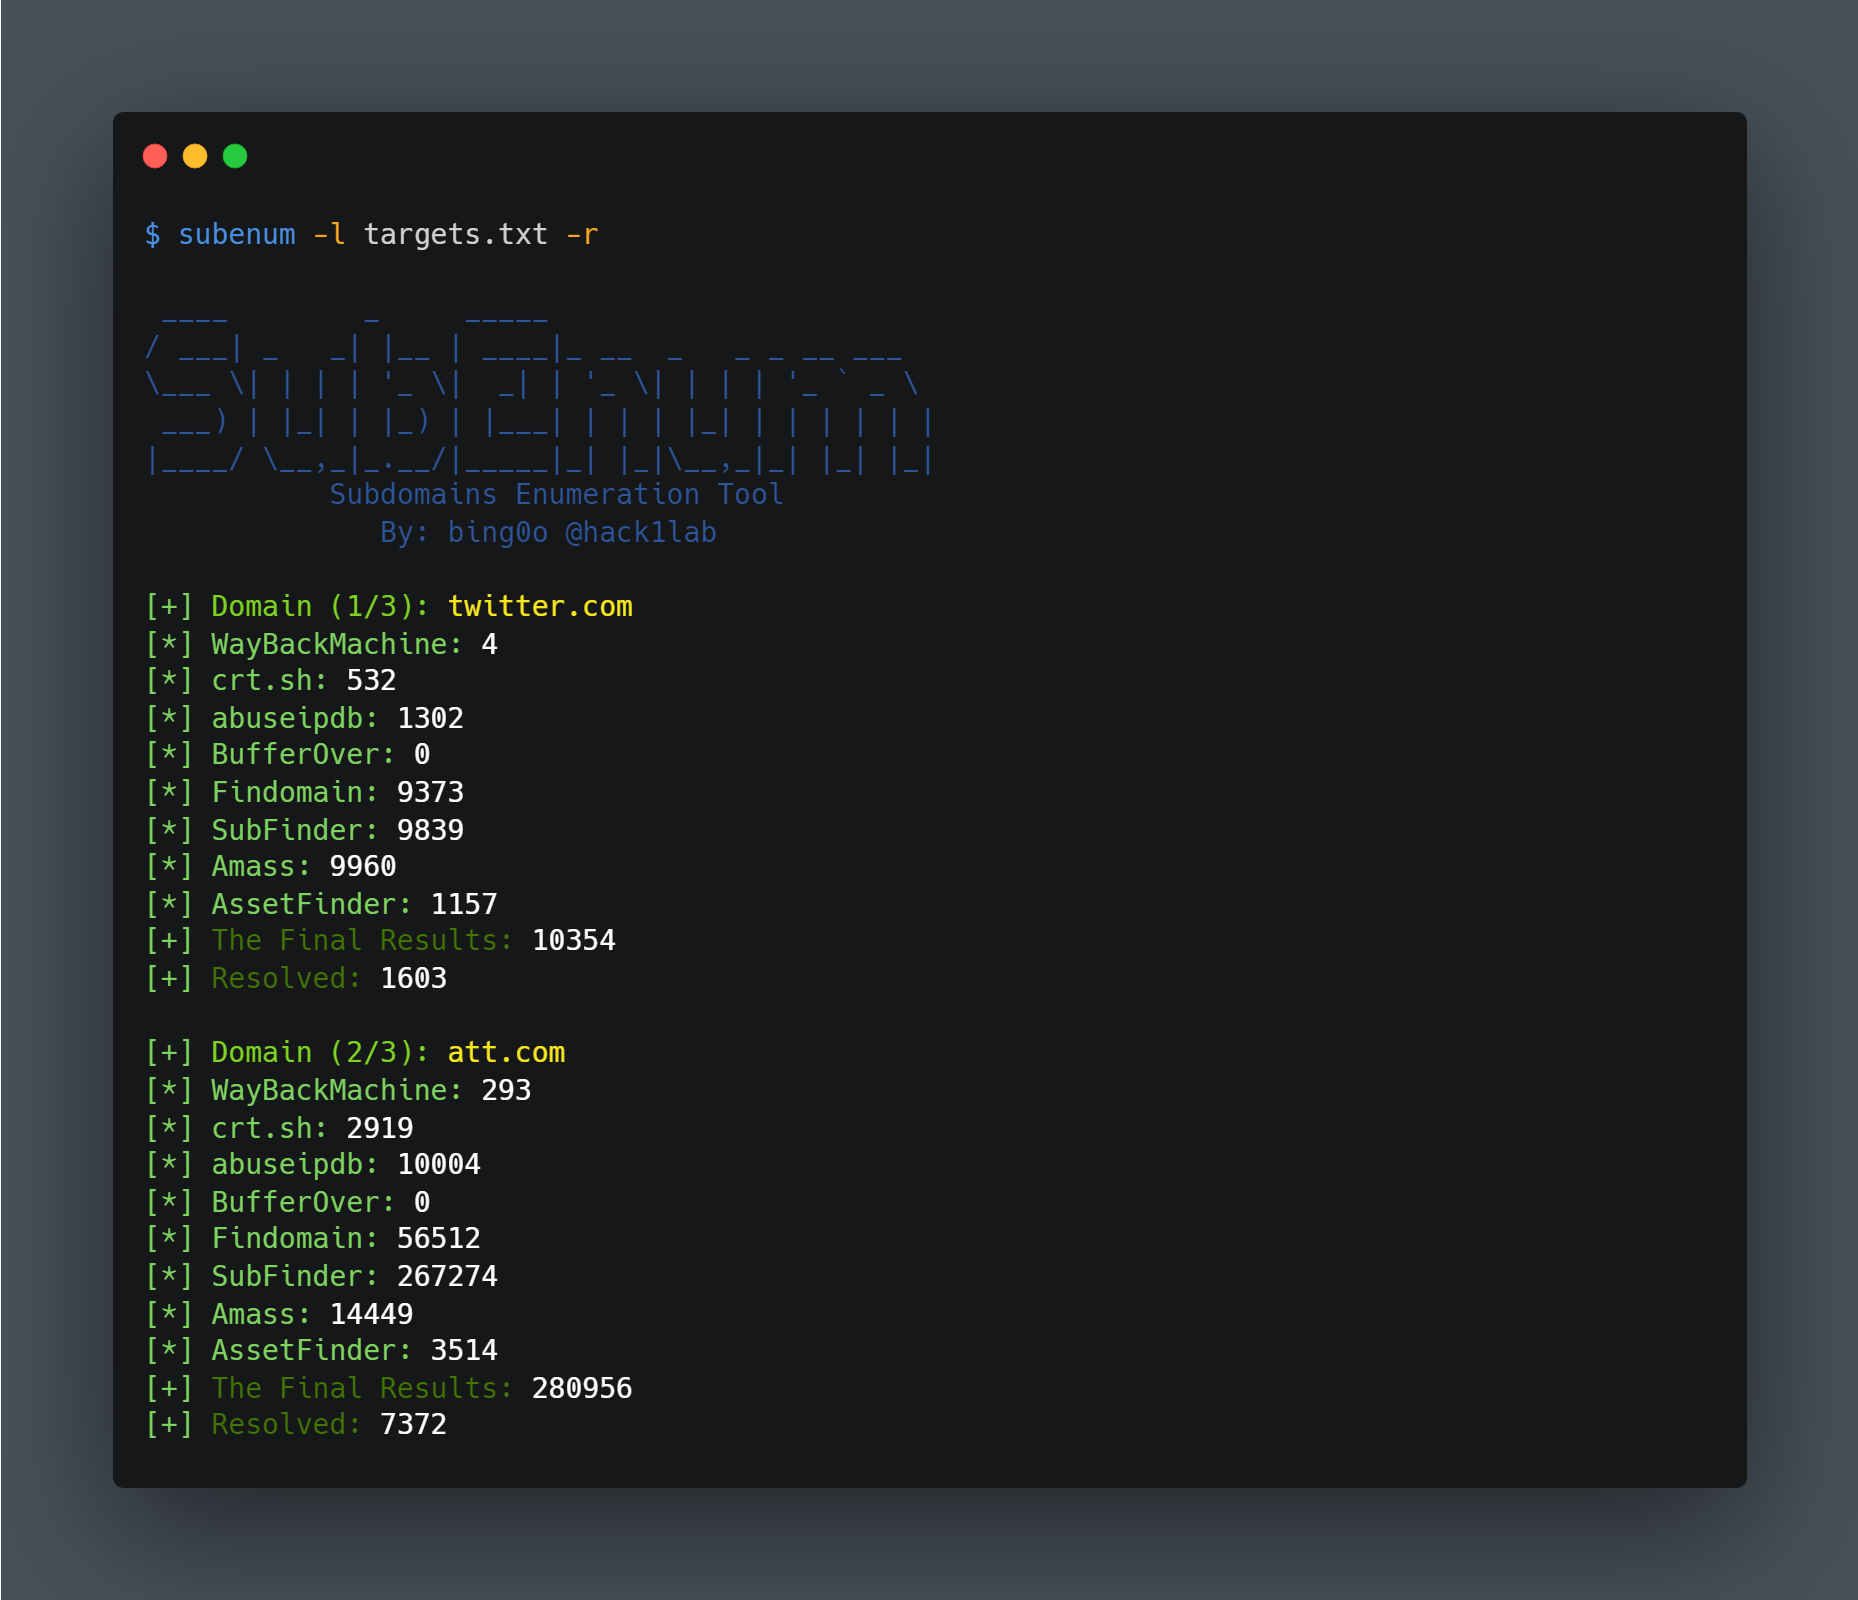 $ subenum -l targets.txt -r
 ____        _     _____
/ ___| _   _| |__ | ____|_ __  _   _ _ __ ___
\___ \| | | | '_ \|  _| | '_ \| | | | '_ ` _ \
 ___) | |_| | |_) | |___| | | | |_| | | | | | |
|____/ \__,_|_.__/|_____|_| |_|\__,_|_| |_| |_|
           Subdomains Enumeration Tool
              By: bing0o @hack1lab
[+] Domain (1/3): twitter.com
[*] WayBackMachine: 4
[*] crt.sh: 532
[*] abuseipdb: 1302
[*] BufferOver: 0
[*] Findomain: 9373
[*] SubFinder: 9839
[*] Amass: 9960
[*] AssetFinder: 1157
[+] The Final Results: 10354
[+] Resolved: 1603
[+] Domain (2/3): att.com
[*] WayBackMachine: 293
[*] crt.sh: 2919
[*] abuseipdb: 10004
[*] BufferOver: 0
[*] Findomain: 56512
[*] SubFinder: 267274
[*] Amass: 14449
[*] AssetFinder: 3514
[+] The Final Results: 280956
[+] Resolved: 7372